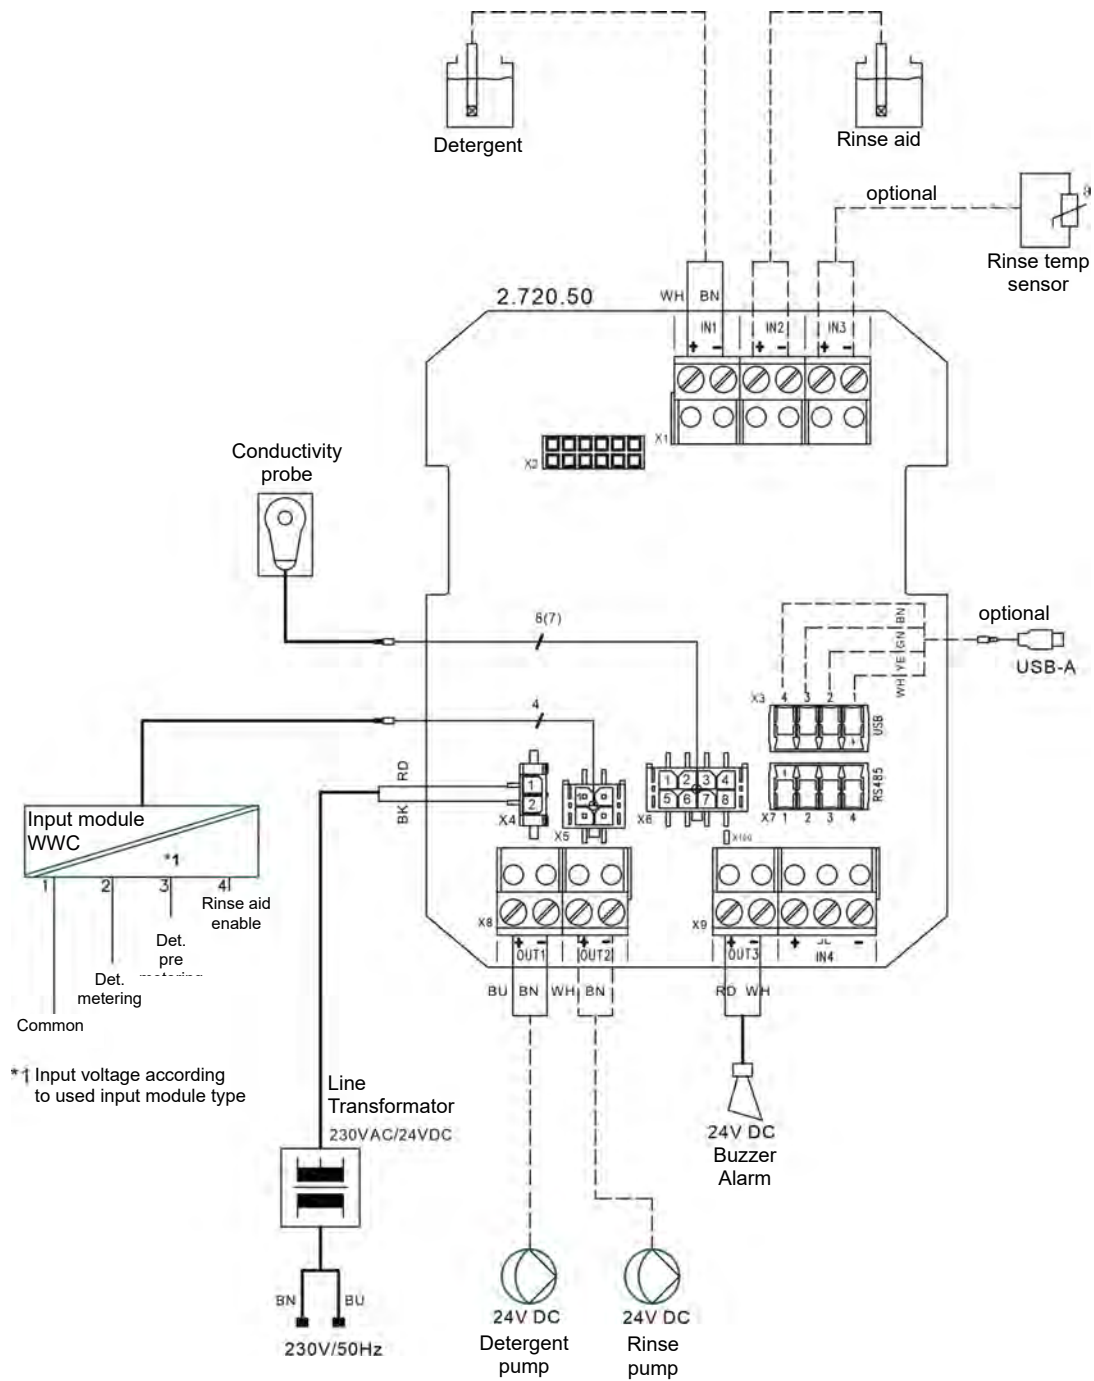 Detergent
Rinse aid
optional
Rinse temp
sensor
2.720.50
WH BN
IN1 IN2 IN3
+ - + - + -
X1
X2
Conductivity
probe
8(7)
optional
USB-A
BN
GN
YE
WH
X3 4 3 2 1
USB
4
RD
BK
1
2
X4
1
X5
1 2 3 4
5 6 7 8
X6
1
RS485
X7 1 2 3 4
X100
Input module
WWC
*1
1 2 3 4
Rinse aid
enable
Det.
pre
metering
Det.
metering
Common
X8
+ - + -
OUT1 OUT2
X9
+ - + -
OUT3 IN4
BU BN WH BN
RD WH
*1 Input voltage according
to used input module type
Line
Transformator
230VAC/24VDC
24V DC
Buzzer
Alarm
BN BU
230V/50Hz
24V DC
Detergent
pump
24V DC
Rinse
pump